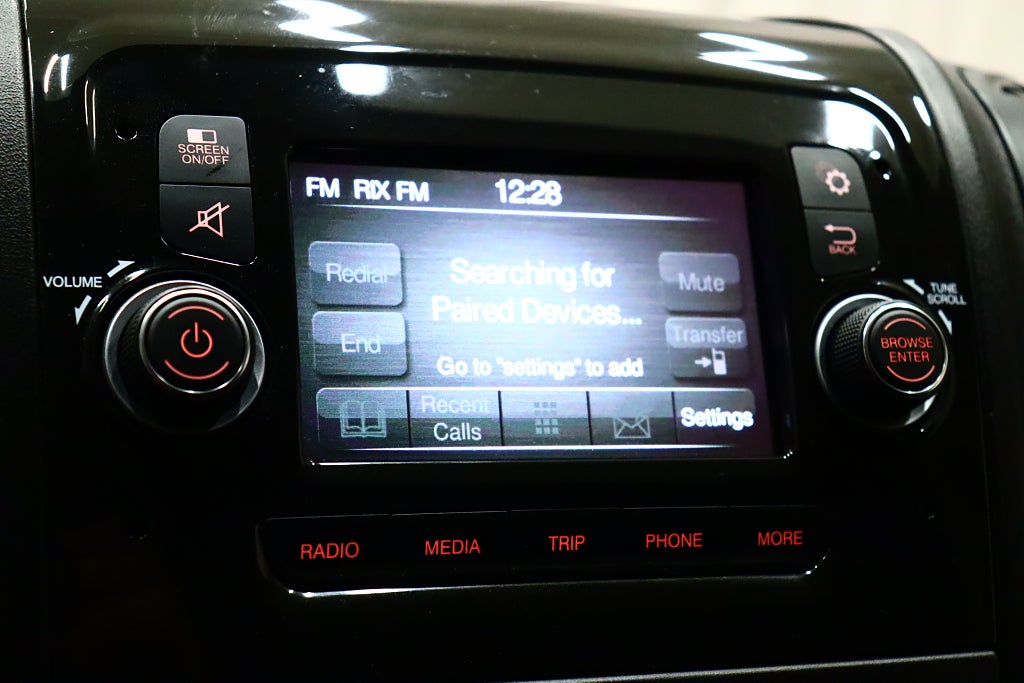 SCREEN
ON/OFF
FM RIX FM 12:28
BACK
VOLUME
TUNE
SCROLL
Redial
Searching for
Paired Devices...
Mute
End
Transfer
BROWSE
ENTER
Go to "settings" to add
Recent
Calls
Settings
RADIO MEDIA TRIP PHONE MORE